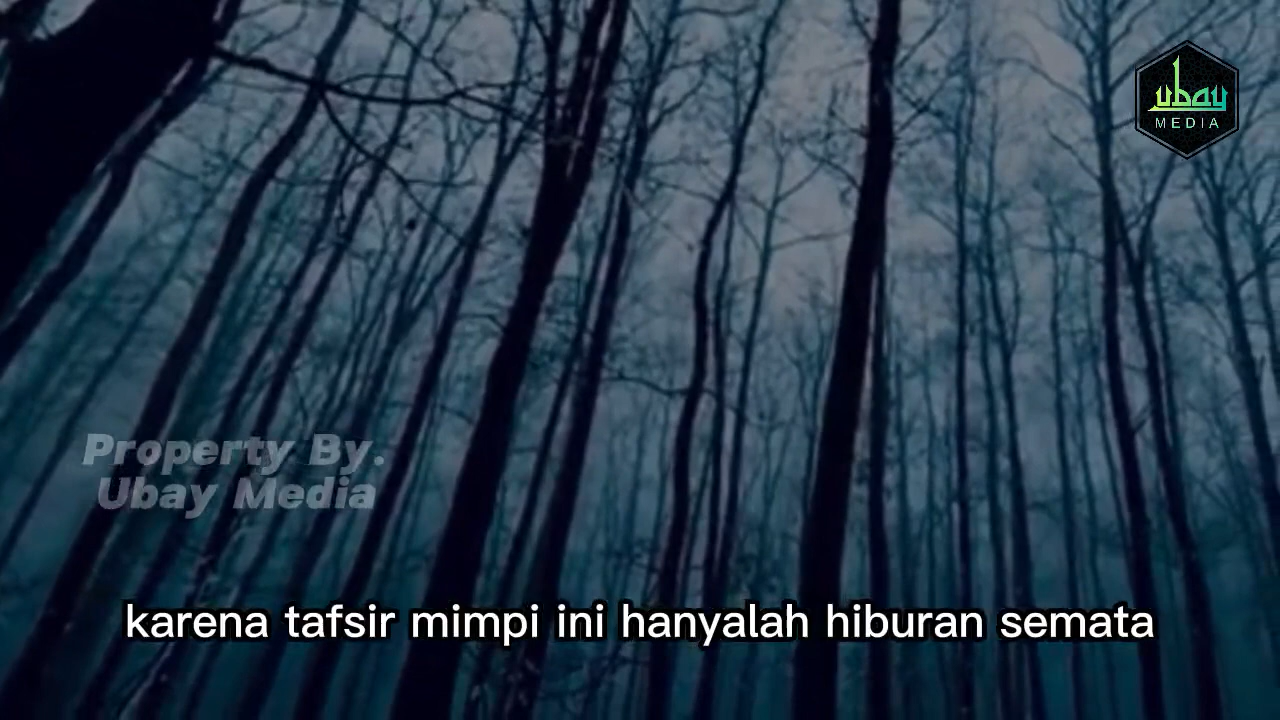 ubay
MEDIA
Property By.
Ubay Media
karena tafsir mimpi ini hanyalah hiburan semata